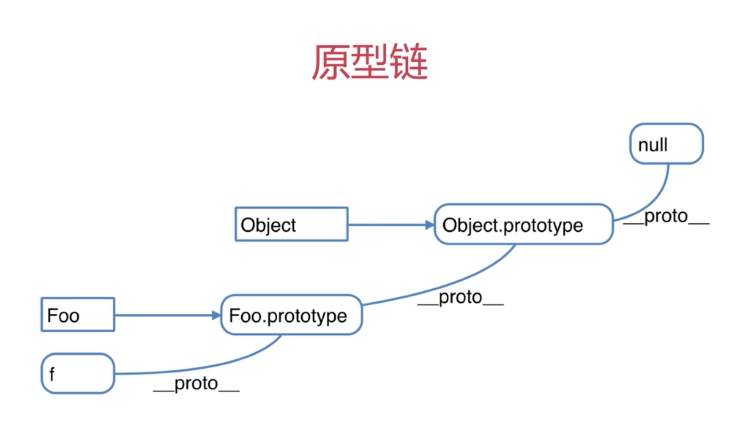 原型链
null
Object
Object.prototype
__proto__
__proto__
Foo
Foo.prototype
f
__proto__